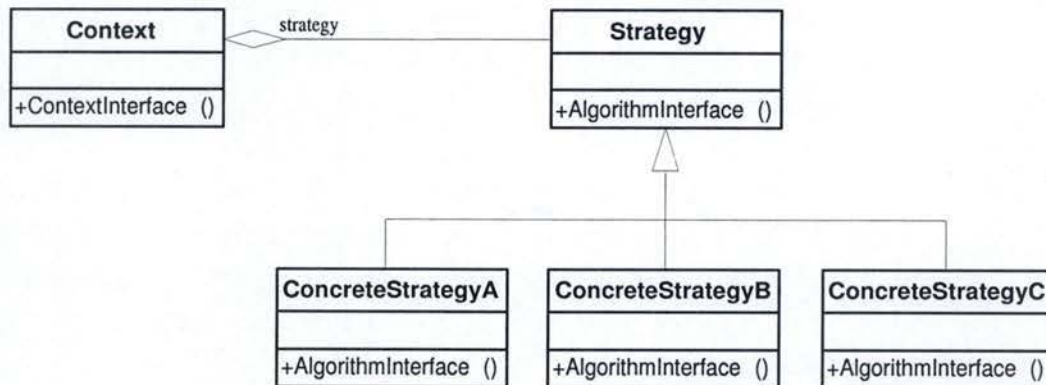 Context
strategy
Strategy
+ContextInterface ()
+AlgorithmInterface ()
ConcreteStrategyA
ConcreteStrategyB
ConcreteStrategyC
+AlgorithmInterface ()
+AlgorithmInterface ()
+AlgorithmInterface ()